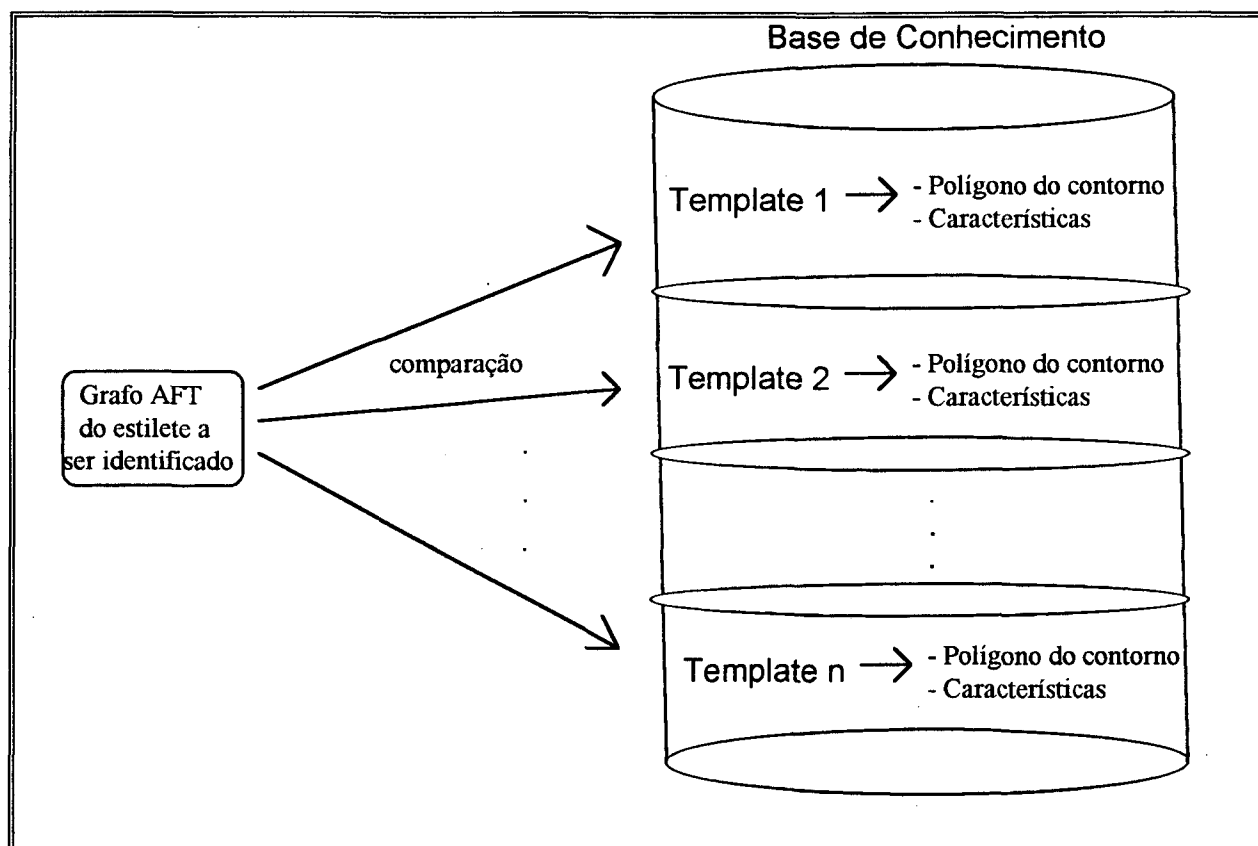 Base de Conhecimento
Template 1
- Polígono do contorno
- Características
comparação
Template 2
- Polígono do contorno
- Características
Grafo AFT
do estilete a
ser identificado
Template n
- Polígono do contorno
- Características